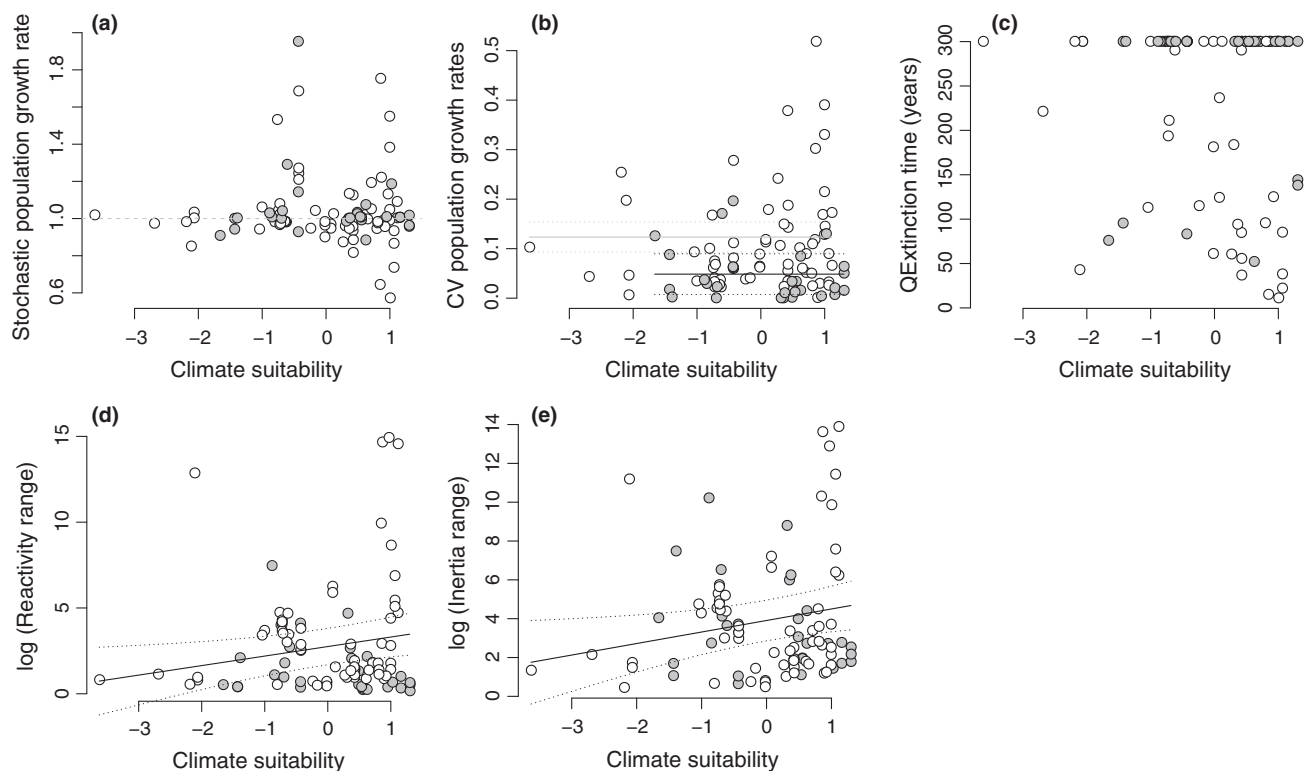 (a)
Stochastic population growth rate
0.6 1.0 1.4 1.8
−3 −2 −1 0 1
Climate suitability
(b)
CV population growth rates
0.0 0.1 0.2 0.3 0.4 0.5
−3 −2 −1 0 1
Climate suitability
(c)
QExtinction time (years)
0 50 100 150 200 250 300
−3 −2 −1 0 1
Climate suitability
(d)
log (Reactivity range)
0 5 10 15
−3 −2 −1 0 1
Climate suitability
(e)
log (Inertia range)
0 2 4 6 8 10 12 14
−3 −2 −1 0 1
Climate suitability